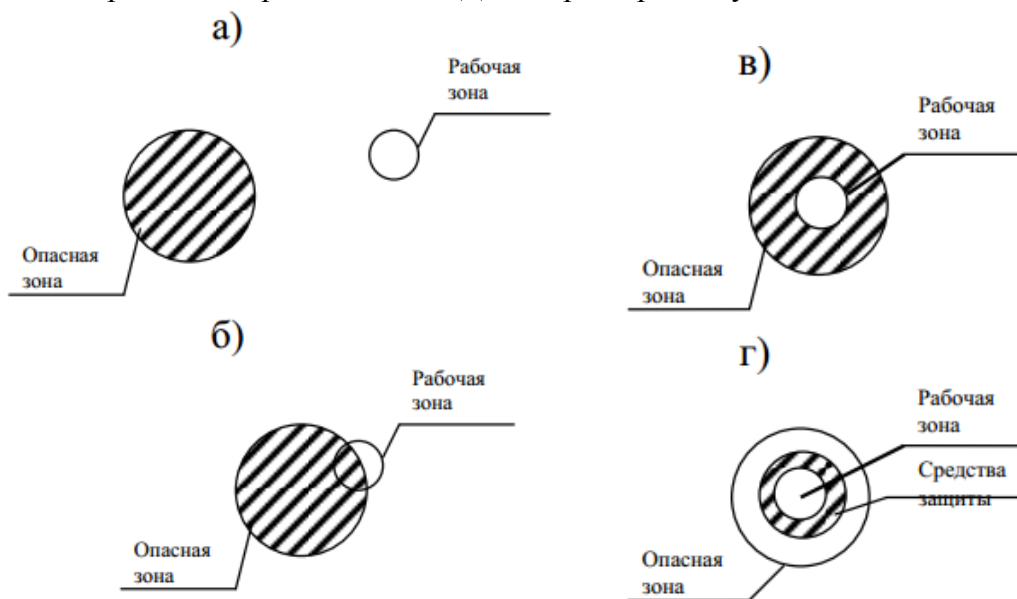 а)
Рабочая
зона
Опасная
зона
б)
Рабочая
зона
Опасная
зона
в)
Рабочая
зона
Опасная
зона
г)
Рабочая
зона
Средства
защиты
Опасная
зона